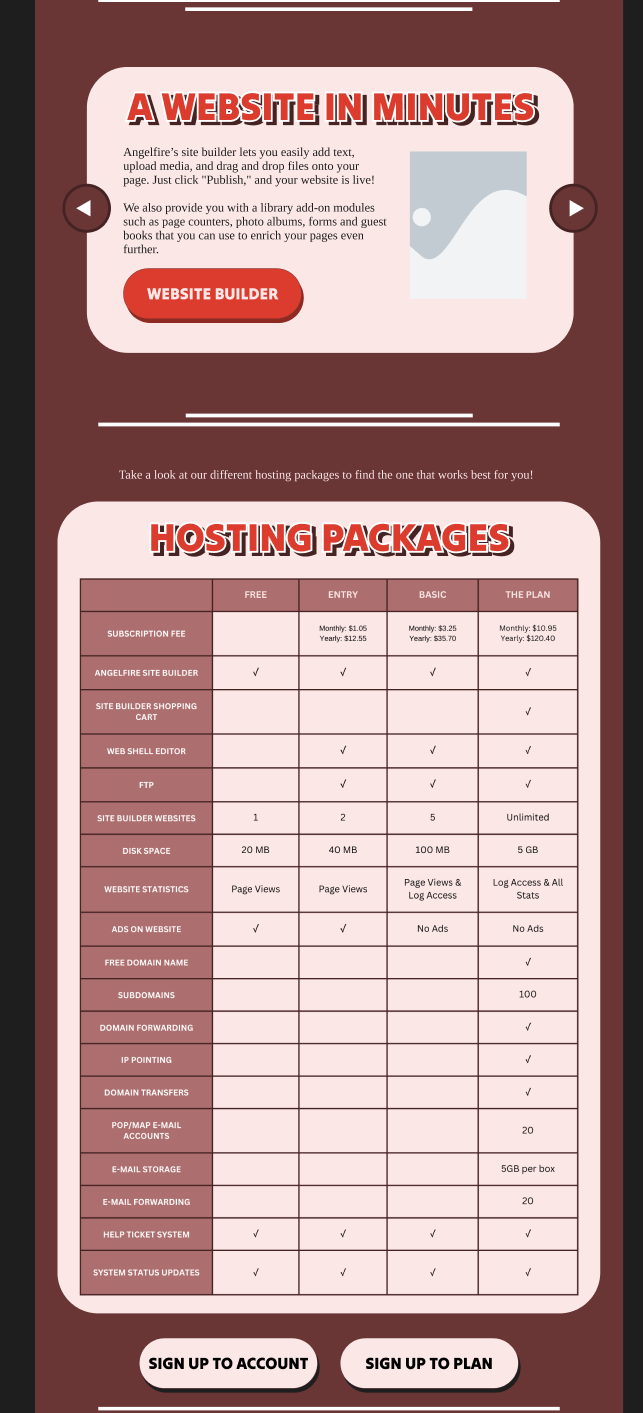 A WEBSITE IN MINUTES
Angelfire’s site builder lets you easily add text,
upload media, and drag and drop files onto your
page. Just click "Publish," and your website is live!
We also provide you with a library add-on modules
such as page counters, photo albums, forms and guest
books that you can use to enrich your pages even
further.
WEBSITE BUILDER
Take a look at our different hosting packages to find the one that works best for you!
HOSTING PACKAGES
FREE ENTRY BASIC THE PLAN
SUBSCRIPTION FEE
Monthly: $1.05 Monthly: $3.25 Monthly: $10.95
Yearly: $12.55 Yearly: $35.70 Yearly: $120.40
ANGELFIRE SITE BUILDER √ √ √ √
SITE BUILDER SHOPPING
CART √
WEB SHELL EDITOR √ √ √
FTP √ √ √
SITE BUILDER WEBSITES 1 2 5 Unlimited
DISK SPACE 20 MB 40 MB 100 MB 5 GB
WEBSITE STATISTICS Page Views Page Views Page Views & Log Access & All
Log Access Stats
ADS ON WEBSITE √ √ No Ads No Ads
FREE DOMAIN NAME √
SUBDOMAINS 100
DOMAIN FORWARDING √
IP POINTING √
DOMAIN TRANSFERS √
POP/MAP E-MAIL
ACCOUNTS 20
E-MAIL STORAGE 5GB per box
E-MAIL FORWARDING 20
HELP TICKET SYSTEM √ √ √ √
SYSTEM STATUS UPDATES √ √ √ √
SIGN UP TO ACCOUNT SIGN UP TO PLAN